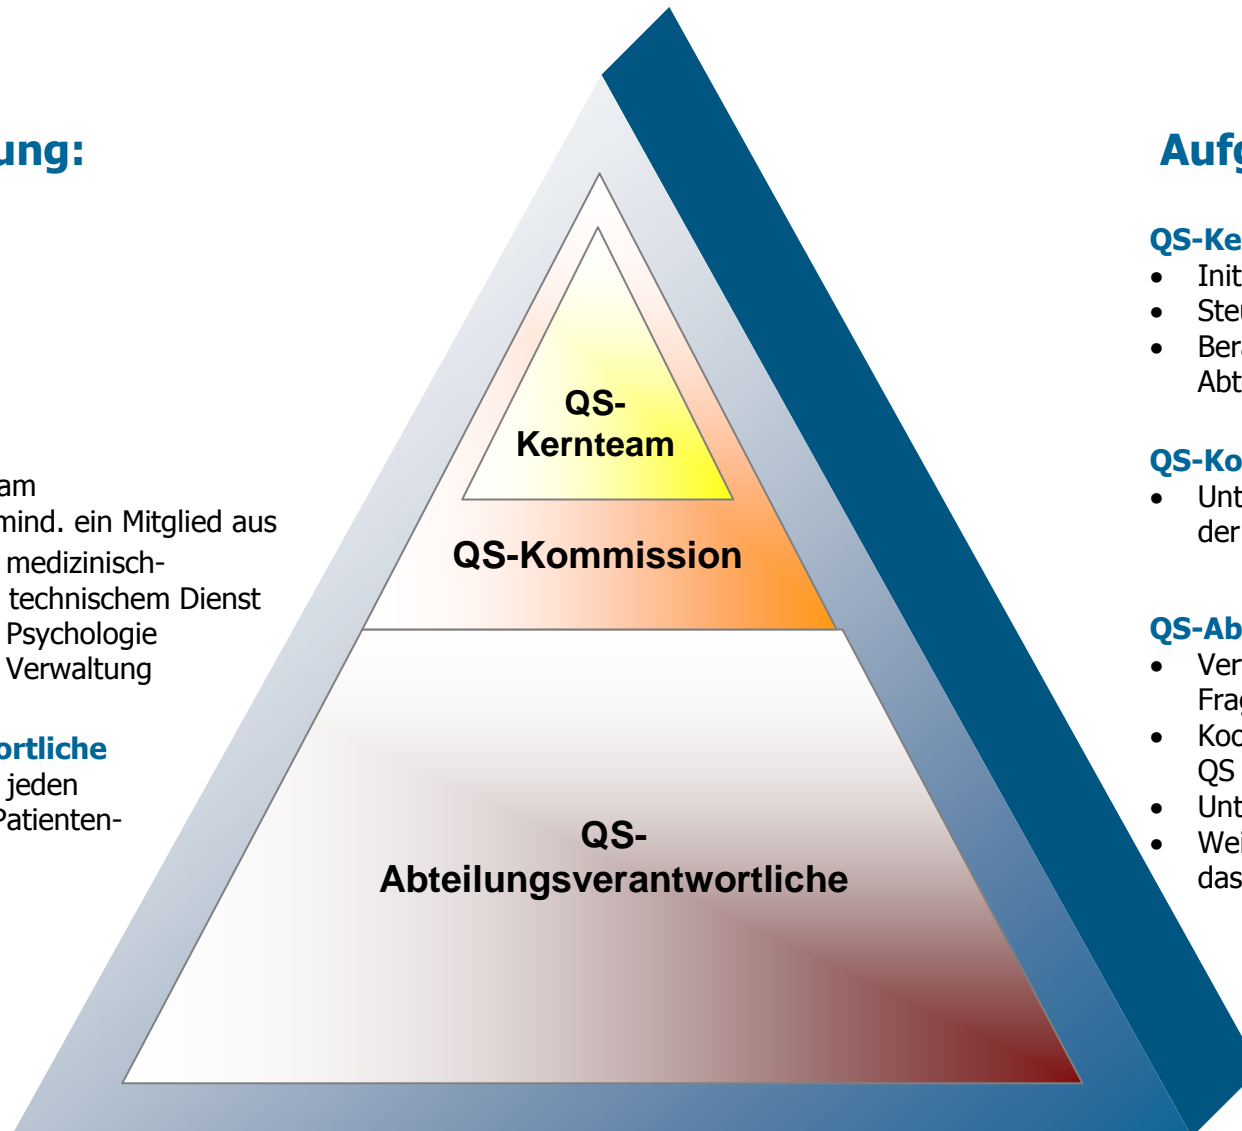 ung:
am
mind. ein Mitglied aus
medizinisch-
technischem Dienst
Psychologie
Verwaltung
ortliche
jeden
Patienten-
QS-
Kernteam
QS-Kommission
QS-
Abteilungsverantwortliche
Aufg
QS-Ke
• Init
• Steu
• Bera
Abt
QS-Ko
• Unt
der
QS-Ab
• Ver
Frag
• Koo
QS
• Unt
• Wei
das